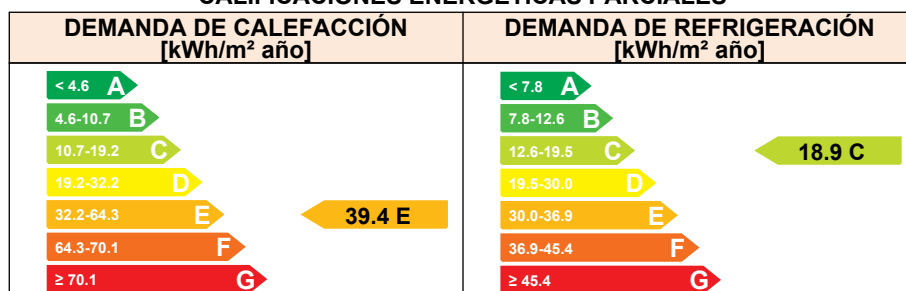 CALIFICACIONES ENERGÉTICAS PARCIALES
DEMANDA DE CALEFACCIÓN
[kWh/m² año]
DEMANDA DE REFRIGERACIÓN
[kWh/m² año]
< 4.6 A
4.6-10.7 B
10.7-19.2 C
19.2-32.2 D
32.2-64.3 E
39.4 E
64.3-70.1 F
≥ 70.1 G
< 7.8 A
7.8-12.6 B
12.6-19.5 C
18.9 C
19.5-30.0 D
30.0-36.9 E
36.9-45.4 F
≥ 45.4 G